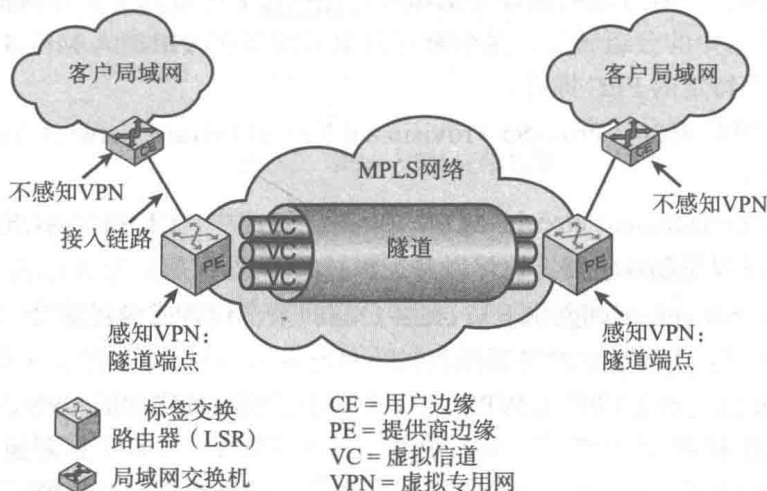 客户局域网
客户局域网
CE
CE
不感知VPN
MPLS网络
不感知VPN
接入链路
VC
VC
VC
隧道
PE
PE
感知VPN：
隧道端点
感知VPN：
隧道端点
标签交换
路由器（LSR）
局域网交换机
CE = 用户边缘
PE = 提供商边缘
VC = 虚拟信道
VPN = 虚拟专用网